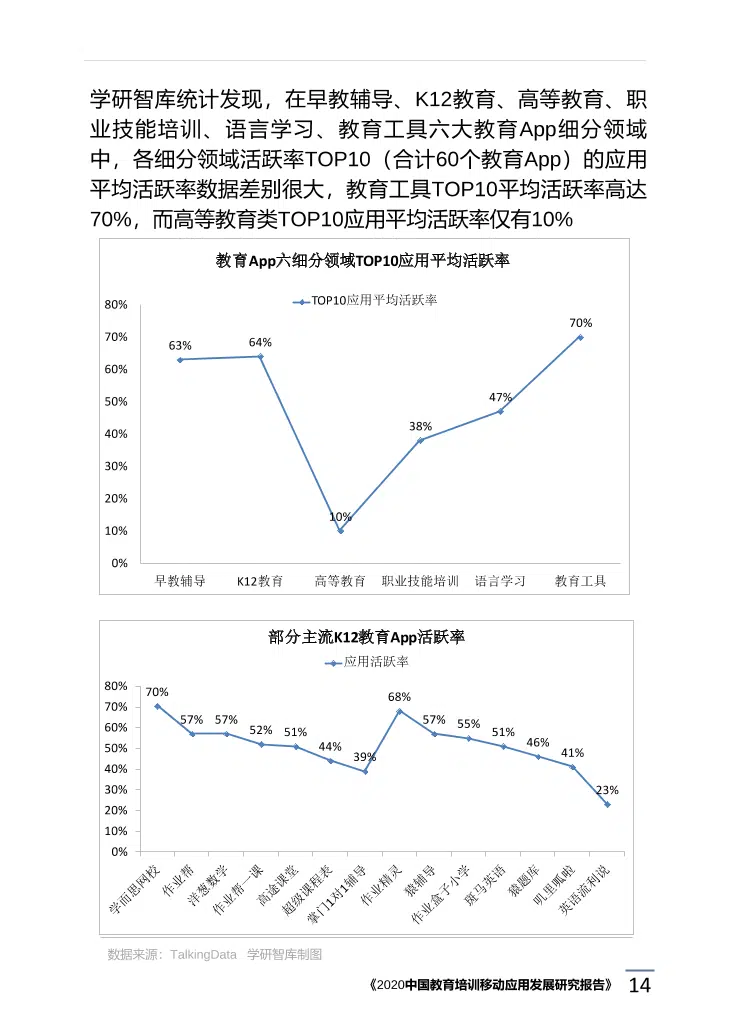 学研智库统计发现，在早教辅导、K12教育、高等教育、职
业技能培训、语言学习、教育工具六大教育App细分领域
中，各细分领域活跃率TOP10（合计60个教育App）的应用
平均活跃率数据差别很大，教育工具TOP10平均活跃率高达
70%，而高等教育类TOP10应用平均活跃率仅有10%
教育App六细分领域TOP10应用平均活跃率
TOP10应用平均活跃率
80%
70%
60%
50%
40%
30%
20%
10%
0%
63%
64%
10%
38%
47%
70%
早教辅导
K12教育
高等教育
职业技能培训
语言学习
教育工具
部分主流K12教育App活跃率
应用活跃率
80%
70%
60%
50%
40%
30%
20%
10%
0%
70%
57%
57%
52%
51%
44%
39%
68%
57%
55%
51%
46%
41%
23%
学而思网校
作业帮
洋葱数学
作业帮一课
高途课堂
超级课程表
掌门1对1辅导
作业精灵
猿辅导
作业盒子小学
斑马英语
猿题库
叽里呱啦
英语流利说
数据来源：TalkingData 学研智库制图
《2020中国教育培训移动应用发展研究报告》
14